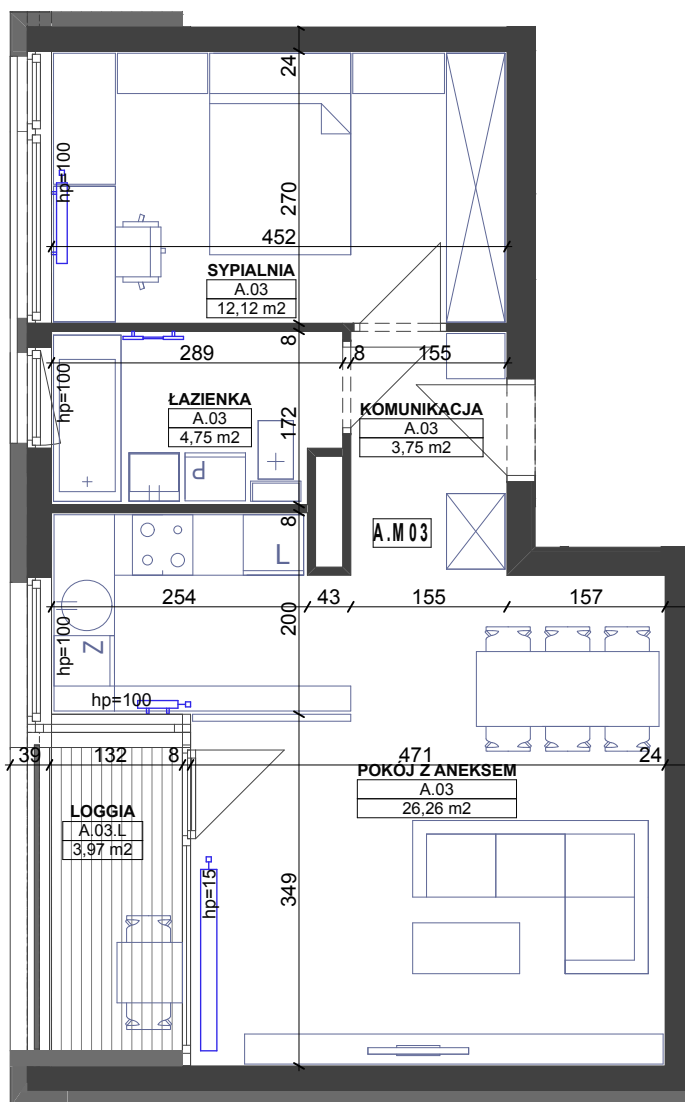 24
hp=100
270
452
SYPIALNIA
A.03
12,12 m2
289
8
8
155
hp=100
ŁAZIENKA
A.03
4,75 m2
172
KOMUNIKACJA
A.03
3,75 m2
P
8
L
A.M 03
254
43
155
157
200
hp=100
Z
hp=100
39
132
8
471
24
POKÓJ Z ANEKSEM
A.03
26,26 m2
LOGGIA
A.03.L
3,97 m2
349
hp=15